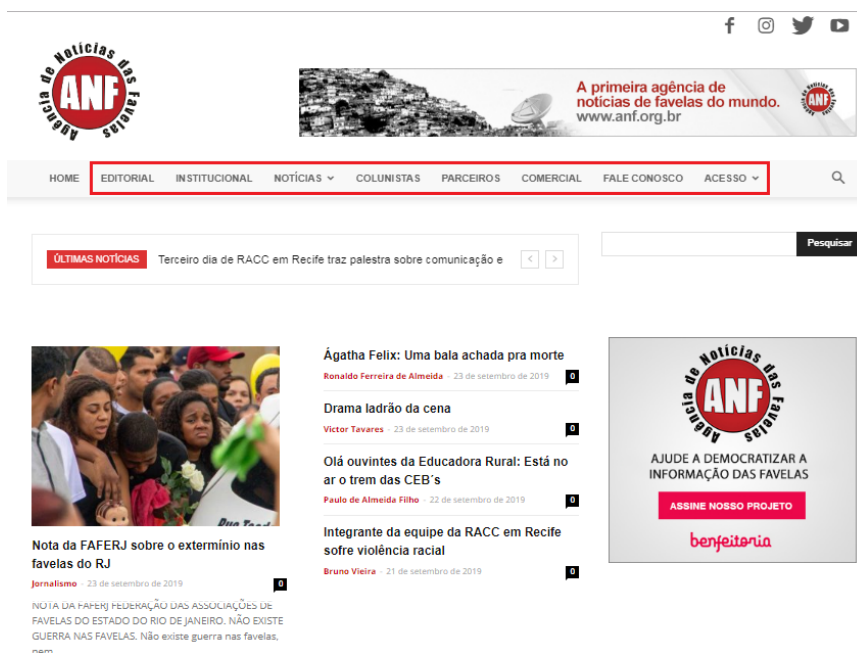 Agência de Notícias das Favelas
ANF
A primeira agência de
notícias de favelas do mundo.
www.anf.org.br
ANF
HOME EDITORIAL INSTITUCIONAL NOTÍCIAS COLUNISTAS PARCEIROS COMERCIAL FALE CONOSCO ACESSO
ÚLTIMAS NOTÍCIAS Terceiro dia de RACC em Recife traz palestra sobre comunicação e
Pesquisar
Nota da FAFERJ sobre o extermínio nas
favelas do RJ
Jornalismo - 23 de setembro de 2019 0
NOTA DA FAFERJ FEDERAÇÃO DAS ASSOCIAÇÕES DE
FAVELAS DO ESTADO DO RIO DE JANEIRO. NÃO EXISTE
GUERRA NAS FAVELAS. Não existe guerra nas favelas,
nem
Ágatha Felix: Uma bala achada pra morte
Ronaldo Ferreira de Almeida - 23 de setembro de 2019 0
Drama ladrão da cena
Victor Tavares - 23 de setembro de 2019 0
Olá ouvintes da Educadora Rural: Está no
ar o trem das CEB´s
Paulo de Almeida Filho - 22 de setembro de 2019 0
Integrante da equipe da RACC em Recife
sofre violência racial
Bruno Vieira - 21 de setembro de 2019 0
Agência de Notícias das Favelas
ANF
AJUDE A DEMOCRATIZAR A
INFORMAÇÃO DAS FAVELAS
ASSINE NOSSO PROJETO
benfeitoria